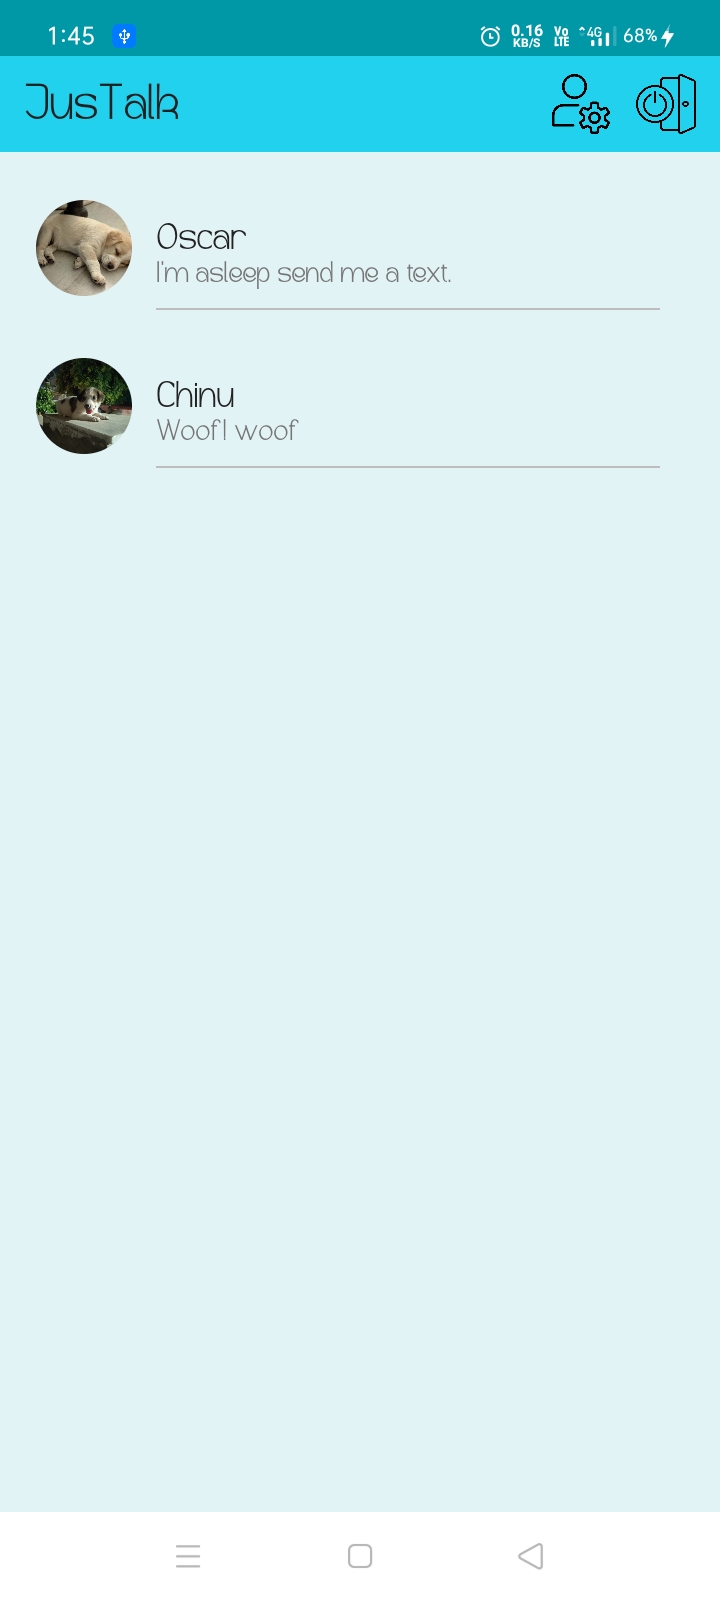 1:45 0.16 KB/S Vo LTE 4G 68%
JusTalk
Oscar
I'm asleep send me a text.
Chinu
Woof! woof